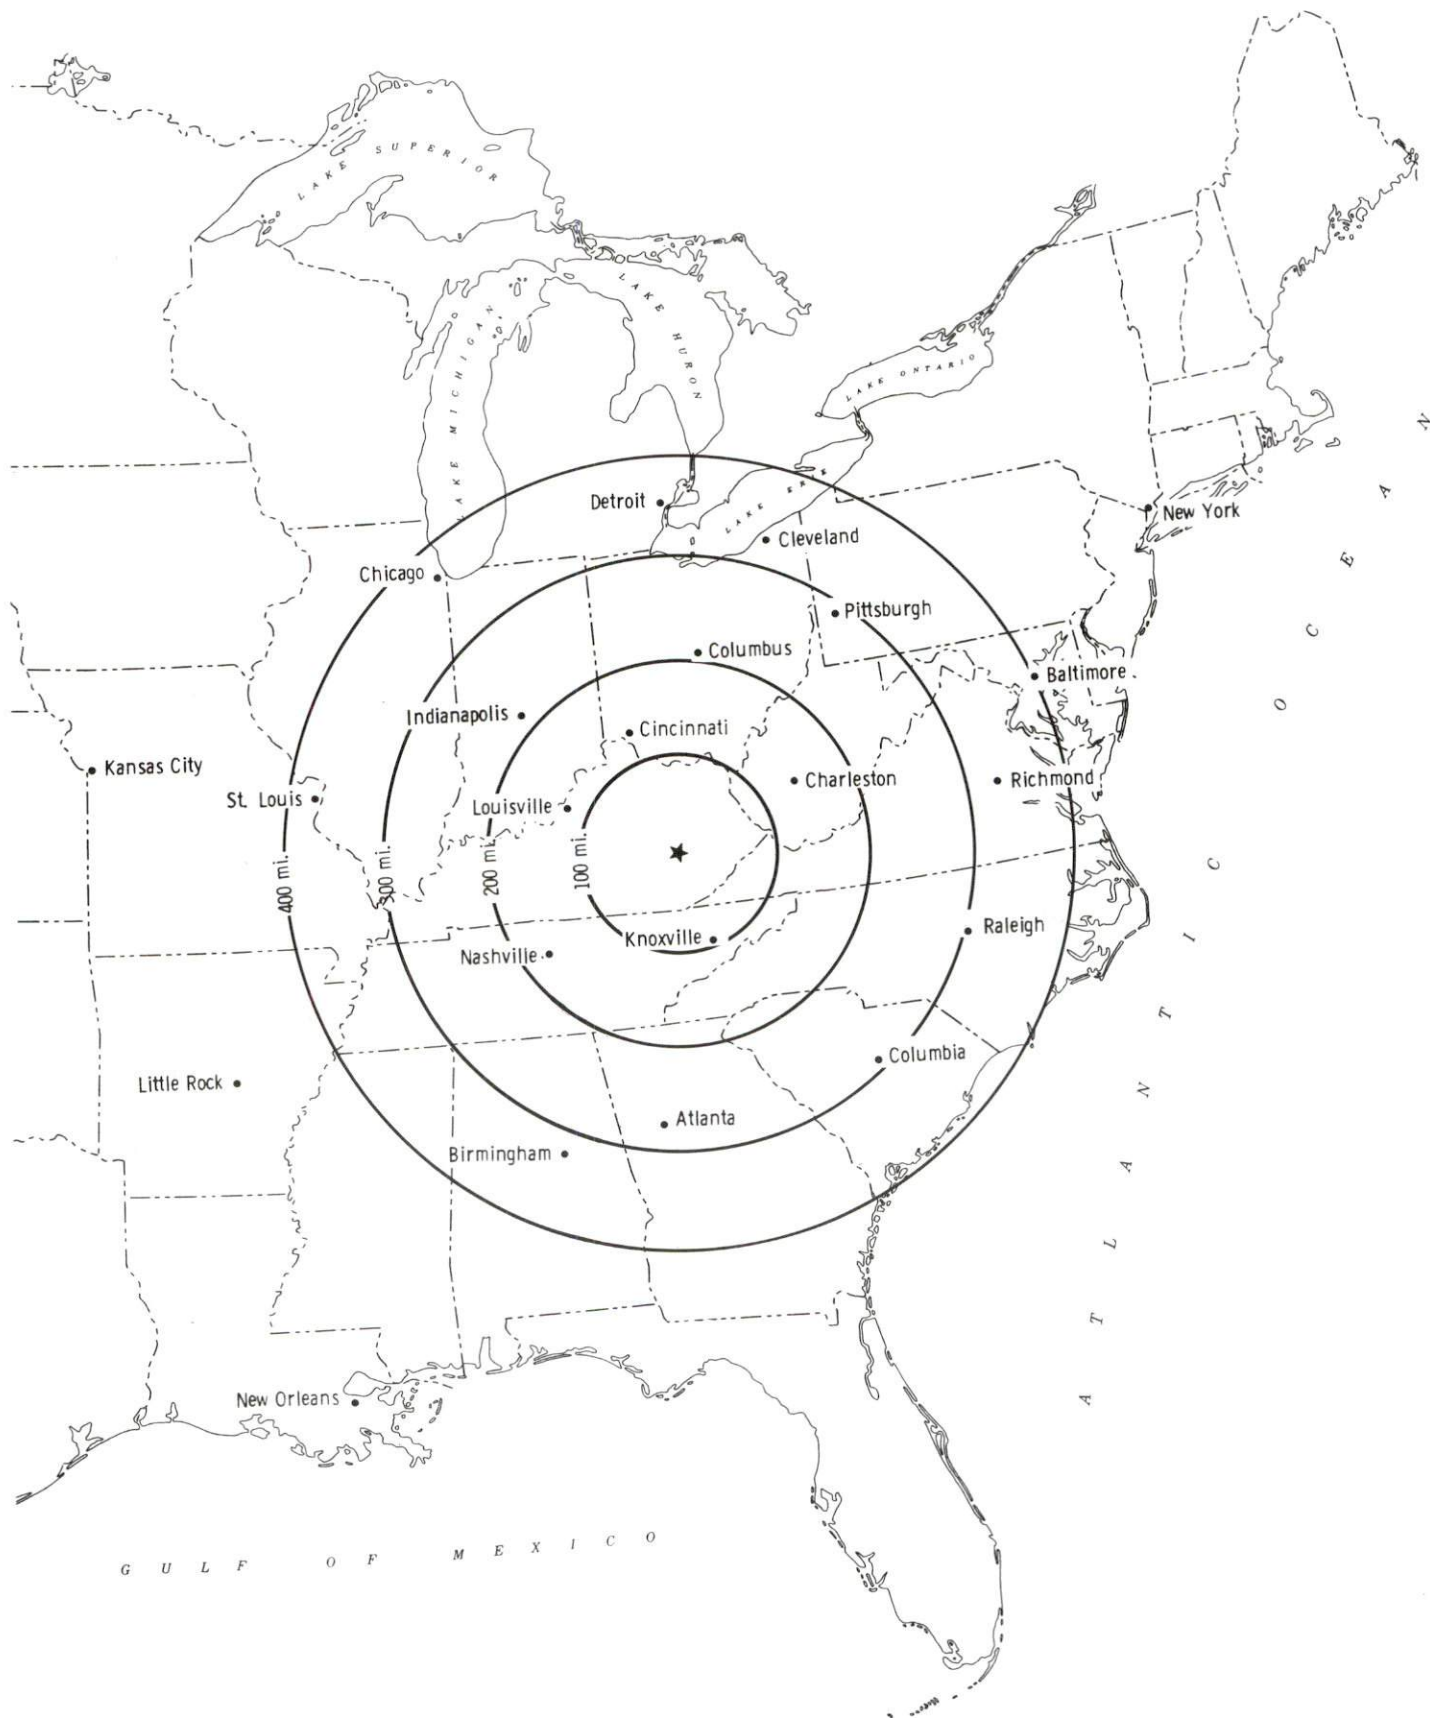 LAKE SUPERIOR
LAKE MICHIGAN
LAKE HURON
LAKE ONTARIO
LAKE ERIE
Detroit
Cleveland
New York
Chicago
Pittsburgh
Columbus
Baltimore
Indianapolis
Cincinnati
Kansas City
Charleston
Richmond
St. Louis
Louisville
400 mi.
300 mi.
200 mi.
100 mi.
Knoxville
Raleigh
Nashville
Columbia
Little Rock
Atlanta
Birmingham
New Orleans
ATLANTIC OCEAN
GULF OF MEXICO